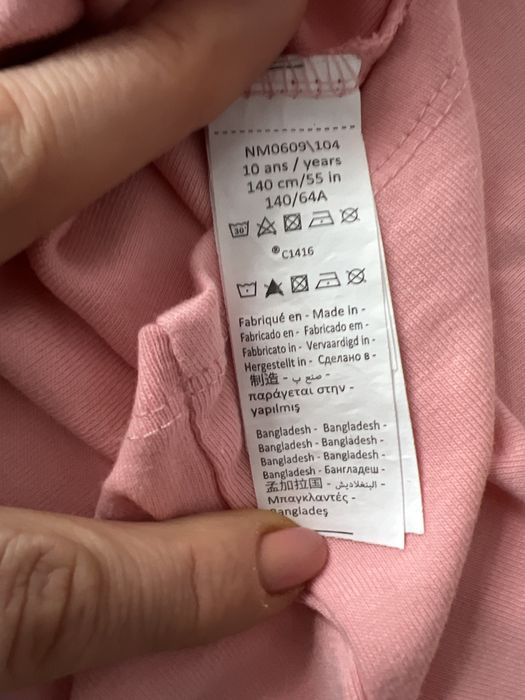 NM0609\104
10 ans / years
140 cm/55 in
140/64A
30°
®C1416
Fabriqué en - Made in -
Fabricado en - Fabricado em -
Fabbricato in - Vervaardigd in -
Hergestellt in - Сделано в -
制造 - صنع ب -
παράγεται στην -
yapılmış
Bangladesh - Bangladesh -
Bangladesh - Bangladesh -
Bangladesh - Bangladesh -
Bangladesh - Бангладеш -
孟加拉国 - البنغلاديش -
Μπαγκλαντές -
Bangladeş